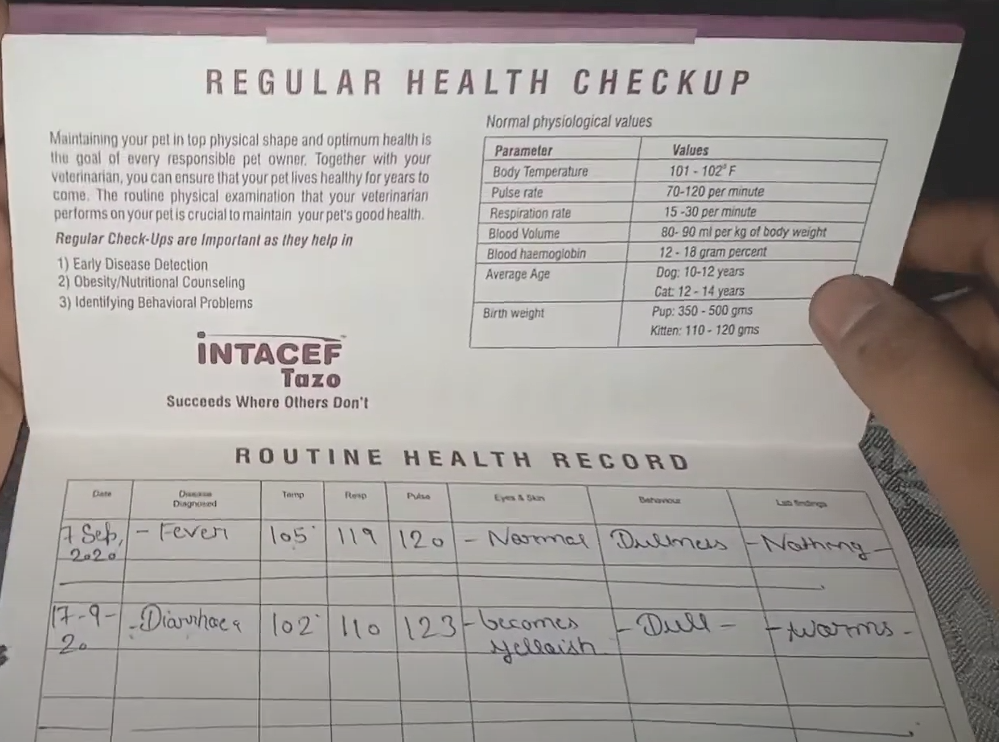 REGULAR HEALTH CHECKUP
Maintaining your pet in top physical shape and optimum health is
the goal of every responsible pet owner. Together with your
veterinarian, you can ensure that your pet lives healthy for years to
come. The routine physical examination that your veterinarian
performs on your pet is crucial to maintain your pet's good health.
Regular Check-Ups are Important as they help in
1) Early Disease Detection
2) Obesity/Nutritional Counseling
3) Identifying Behavioral Problems
INTACEF
Tazo
Succeeds Where Others Don't
Normal physiological values
Parameter Values
Body Temperature 101 - 102° F
Pulse rate 70-120 per minute
Respiration rate 15 -30 per minute
Blood Volume 80- 90 ml per kg of body weight
Blood haemoglobin 12 - 18 gram percent
Average Age Dog: 10-12 years
Cat: 12 - 14 years
Birth weight Pup: 350 - 500 gms
Kitten: 110 - 120 gms
ROUTINE HEALTH RECORD
Date Disease Diagnosed Temp Resp Pulse Eyes & Skin Behaviour Lab findings
7 Sep, - Fever 105° 119 120 - Normal Dullness - Nothing -
2020
17-9- - Diarrhoea 102° 110 123 - becomes - Dull - - warms -
20 yelloish